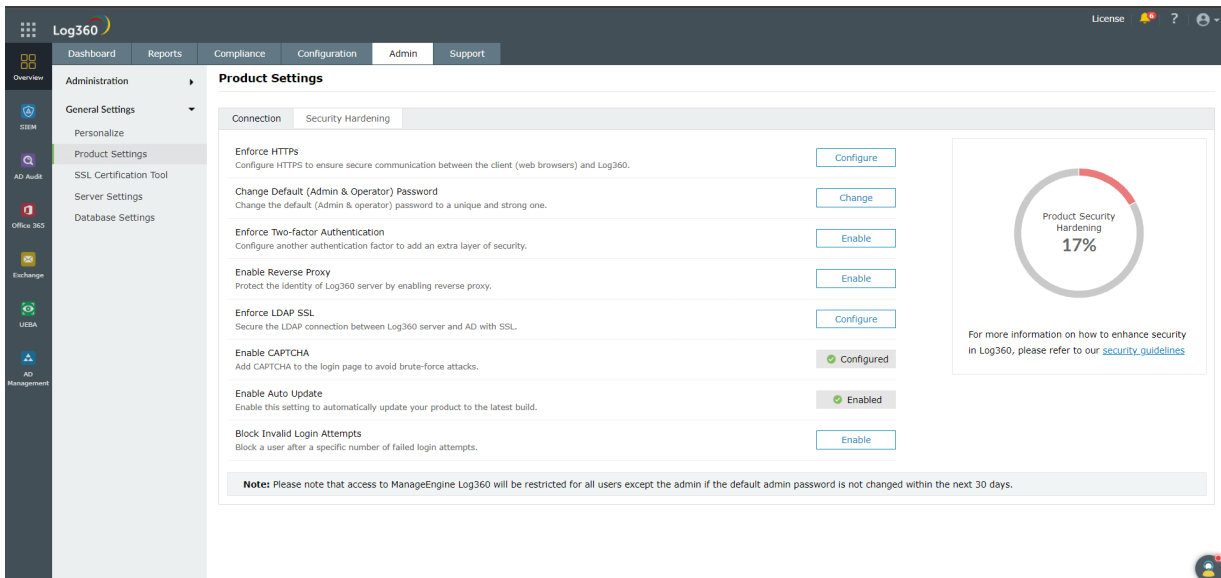 License
6
?
Log360
Dashboard
Reports
Compliance
Configuration
Admin
Support
Overview
SIEM
AD Audit
Office 365
Exchange
UEBA
AD
Management
Administration
General Settings
Personalize
Product Settings
SSL Certification Tool
Server Settings
Database Settings
Product Settings
Connection
Security Hardening
Enforce HTTPs
Configure HTTPS to ensure secure communication between the client (web browsers) and Log360.
Configure
Change Default (Admin & Operator) Password
Change the default (Admin & operator) password to a unique and strong one.
Change
Enforce Two-factor Authentication
Configure another authentication factor to add an extra layer of security.
Enable
Enable Reverse Proxy
Protect the identity of Log360 server by enabling reverse proxy.
Enable
Enforce LDAP SSL
Secure the LDAP connection between Log360 server and AD with SSL.
Configure
Enable CAPTCHA
Add CAPTCHA to the login page to avoid brute-force attacks.
Configured
Enable Auto Update
Enable this setting to automatically update your product to the latest build.
Enabled
Block Invalid Login Attempts
Block a user after a specific number of failed login attempts.
Enable
Product Security
Hardening
17%
For more information on how to enhance security
in Log360, please refer to our security guidelines
Note: Please note that access to ManageEngine Log360 will be restricted for all users except the admin if the default admin password is not changed within the next 30 days.